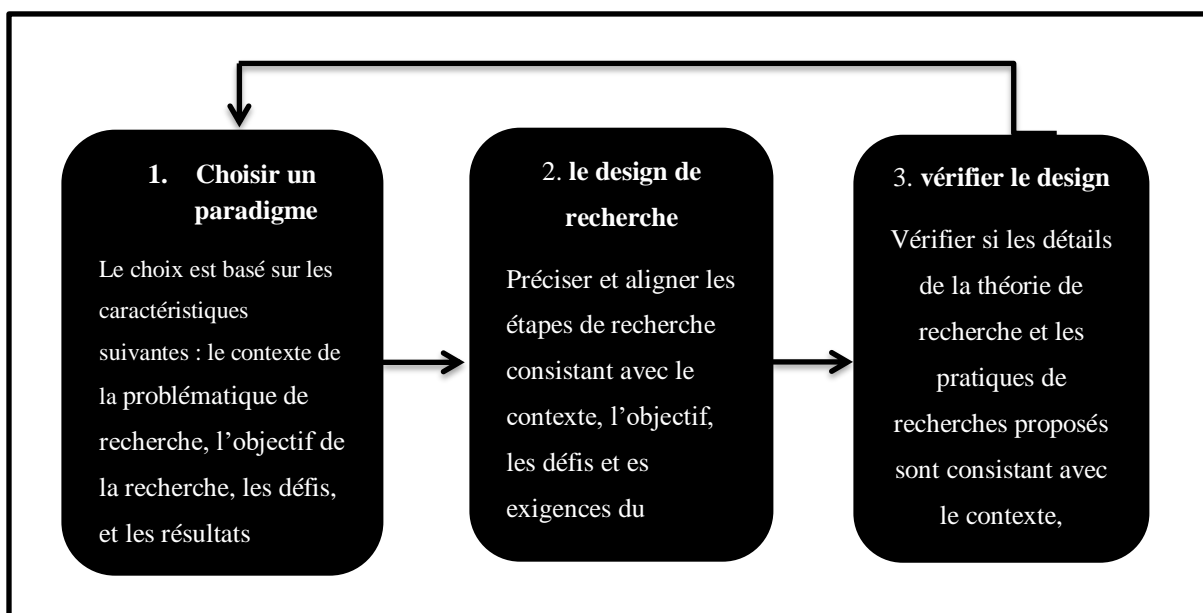 1. Choisir un
paradigme
Le choix est basé sur les
caractéristiques
suivantes : le contexte de
la problématique de
recherche, l’objectif de
la recherche, les défis,
et les résultats
2. le design de
recherche
Préciser et aligner les
étapes de recherche
consistant avec le
contexte, l’objectif,
les défis et es
exigences du
3. vérifier le design
Vérifier si les détails
de la théorie de
recherche et les
pratiques de
recherches proposés
sont consistant avec
le contexte,